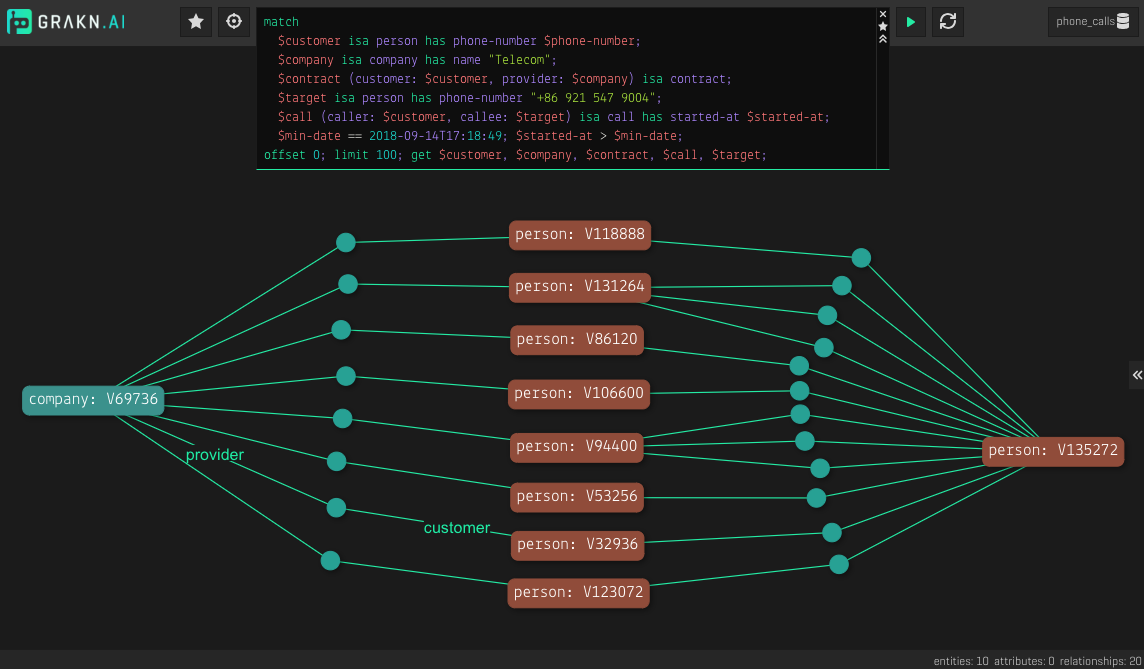 GRAKN.AI
match
$customer isa person has phone-number $phone-number;
$company isa company has name "Telecom";
$contract (customer: $customer, provider: $company) isa contract;
$target isa person has phone-number "+86 921 547 9004";
$call (caller: $customer, callee: $target) isa call has started-at $started-at;
$min-date == 2018-09-14T17:18:49; $started-at > $min-date;
offset 0; limit 100; get $customer, $company, $contract, $call, $target;
phone_calls
person: V118888
person: V131264
person: V86120
person: V106600
company: V69736
person: V94400
person: V135272
provider
person: V53256
customer
person: V32936
person: V123072
entities: 10 attributes: 0 relationships: 20